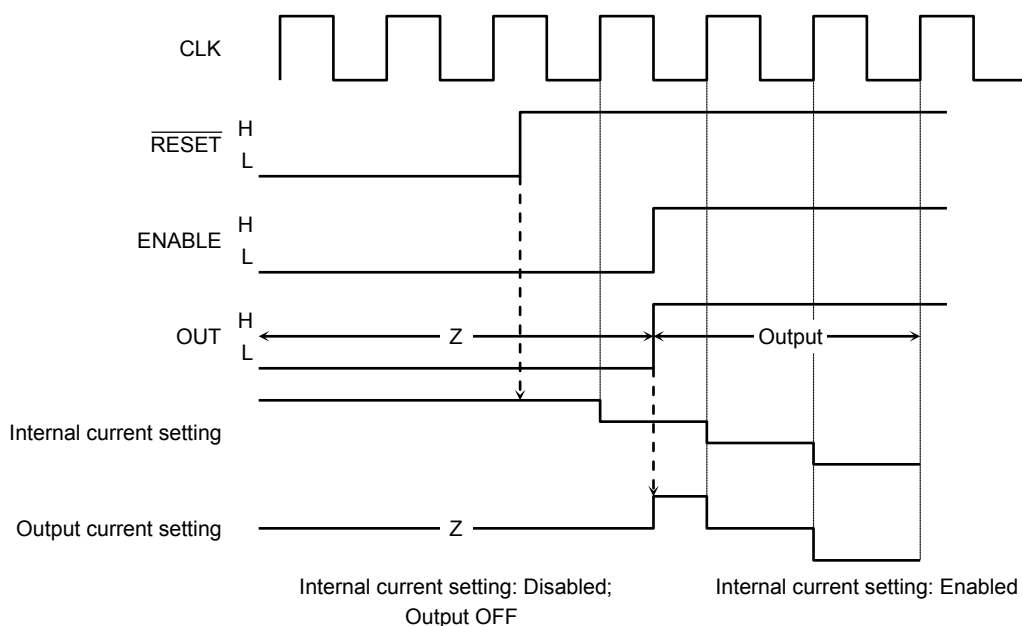 CLK
RESET
H
L
ENABLE
H
L
OUT
H
L
Z
Output
Internal current setting
Output current setting
Z
Internal current setting: Disabled;
Output OFF
Internal current setting: Enabled